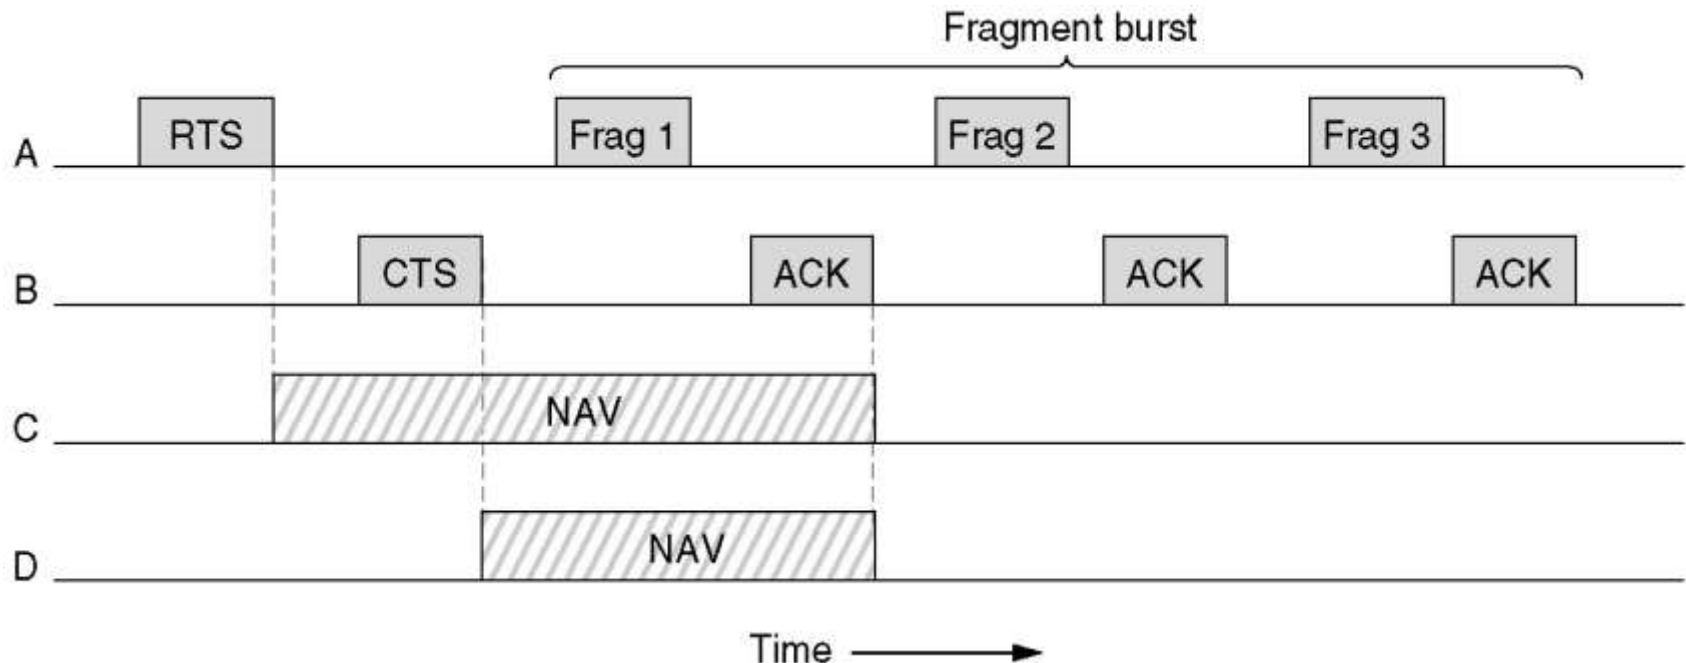 Fragment burst
A RTS Frag 1 Frag 2 Frag 3
B CTS ACK ACK ACK
C NAV
D NAV
Time